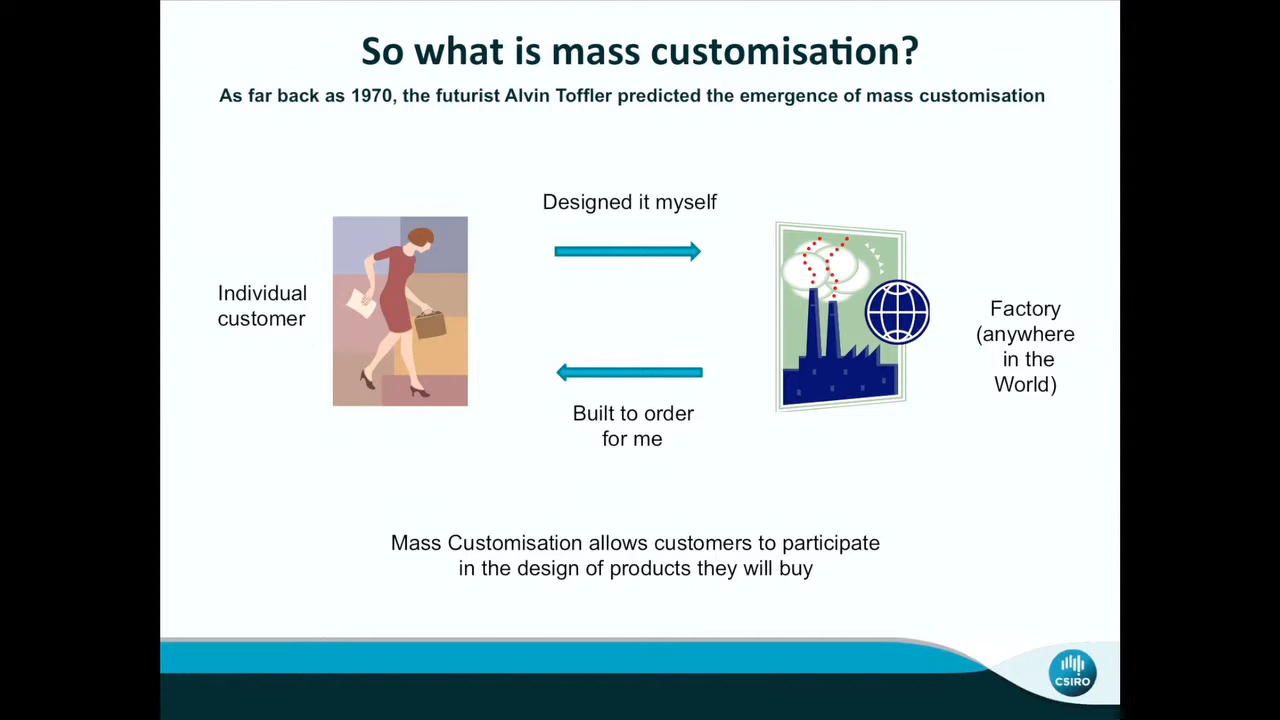 So what is mass customisation?
As far back as 1970, the futurist Alvin Toffler predicted the emergence of mass customisation
Designed it myself
Individual
customer
Factory
(anywhere
in the
World)
Built to order
for me
Mass Customisation allows customers to participate
in the design of products they will buy
CSIRO